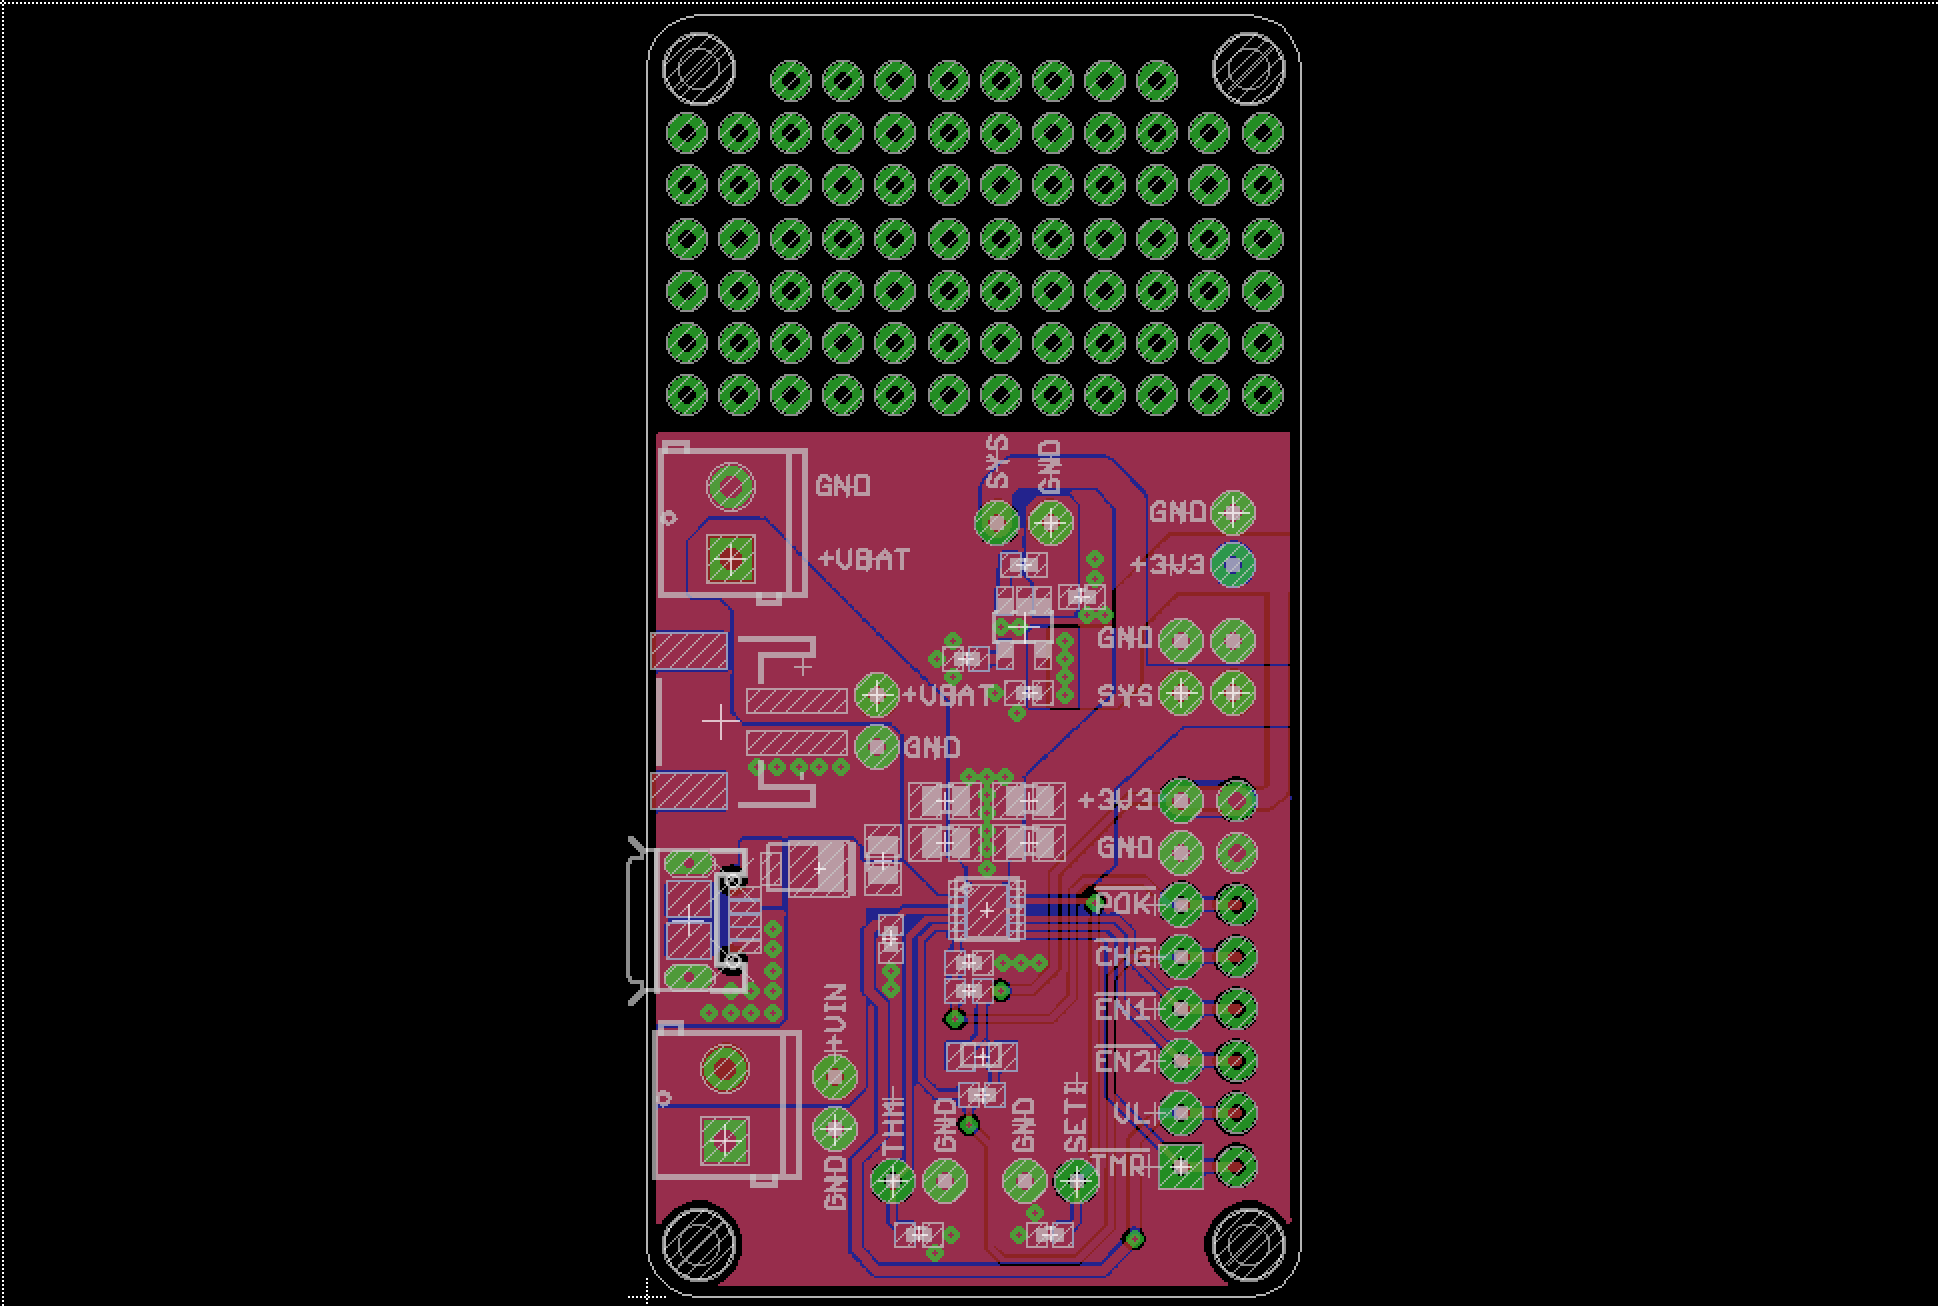 SYS
GND
GND
GND
+VBAT
+3V3
GND
+VBAT
SYS
GND
+3V3
GND
POK
CHG
+VIN
EN1
EN2
THM
GND
GND
SETI
VL
GND
TMR